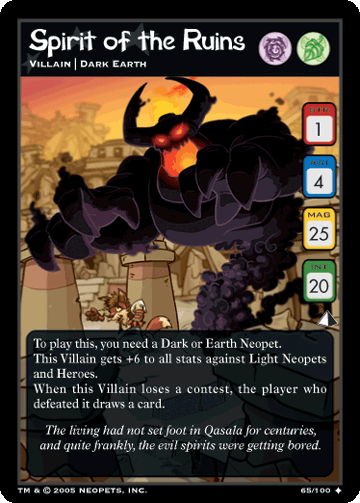 Spirit of the Ruins
VILLAIN | DARK EARTH
STR
1
AGI
4
MAG
25
INT
20
To play this, you need a Dark or Earth Neopet.
This Villain gets +6 to all stats against Light Neopets
and Heroes.
When this Villain loses a contest, the player who
defeated it draws a card.
The living had not set foot in Qasala for centuries,
and quite frankly, the evil spirits were getting bored.
TM & © 2005 NEOPETS, INC.
65/100